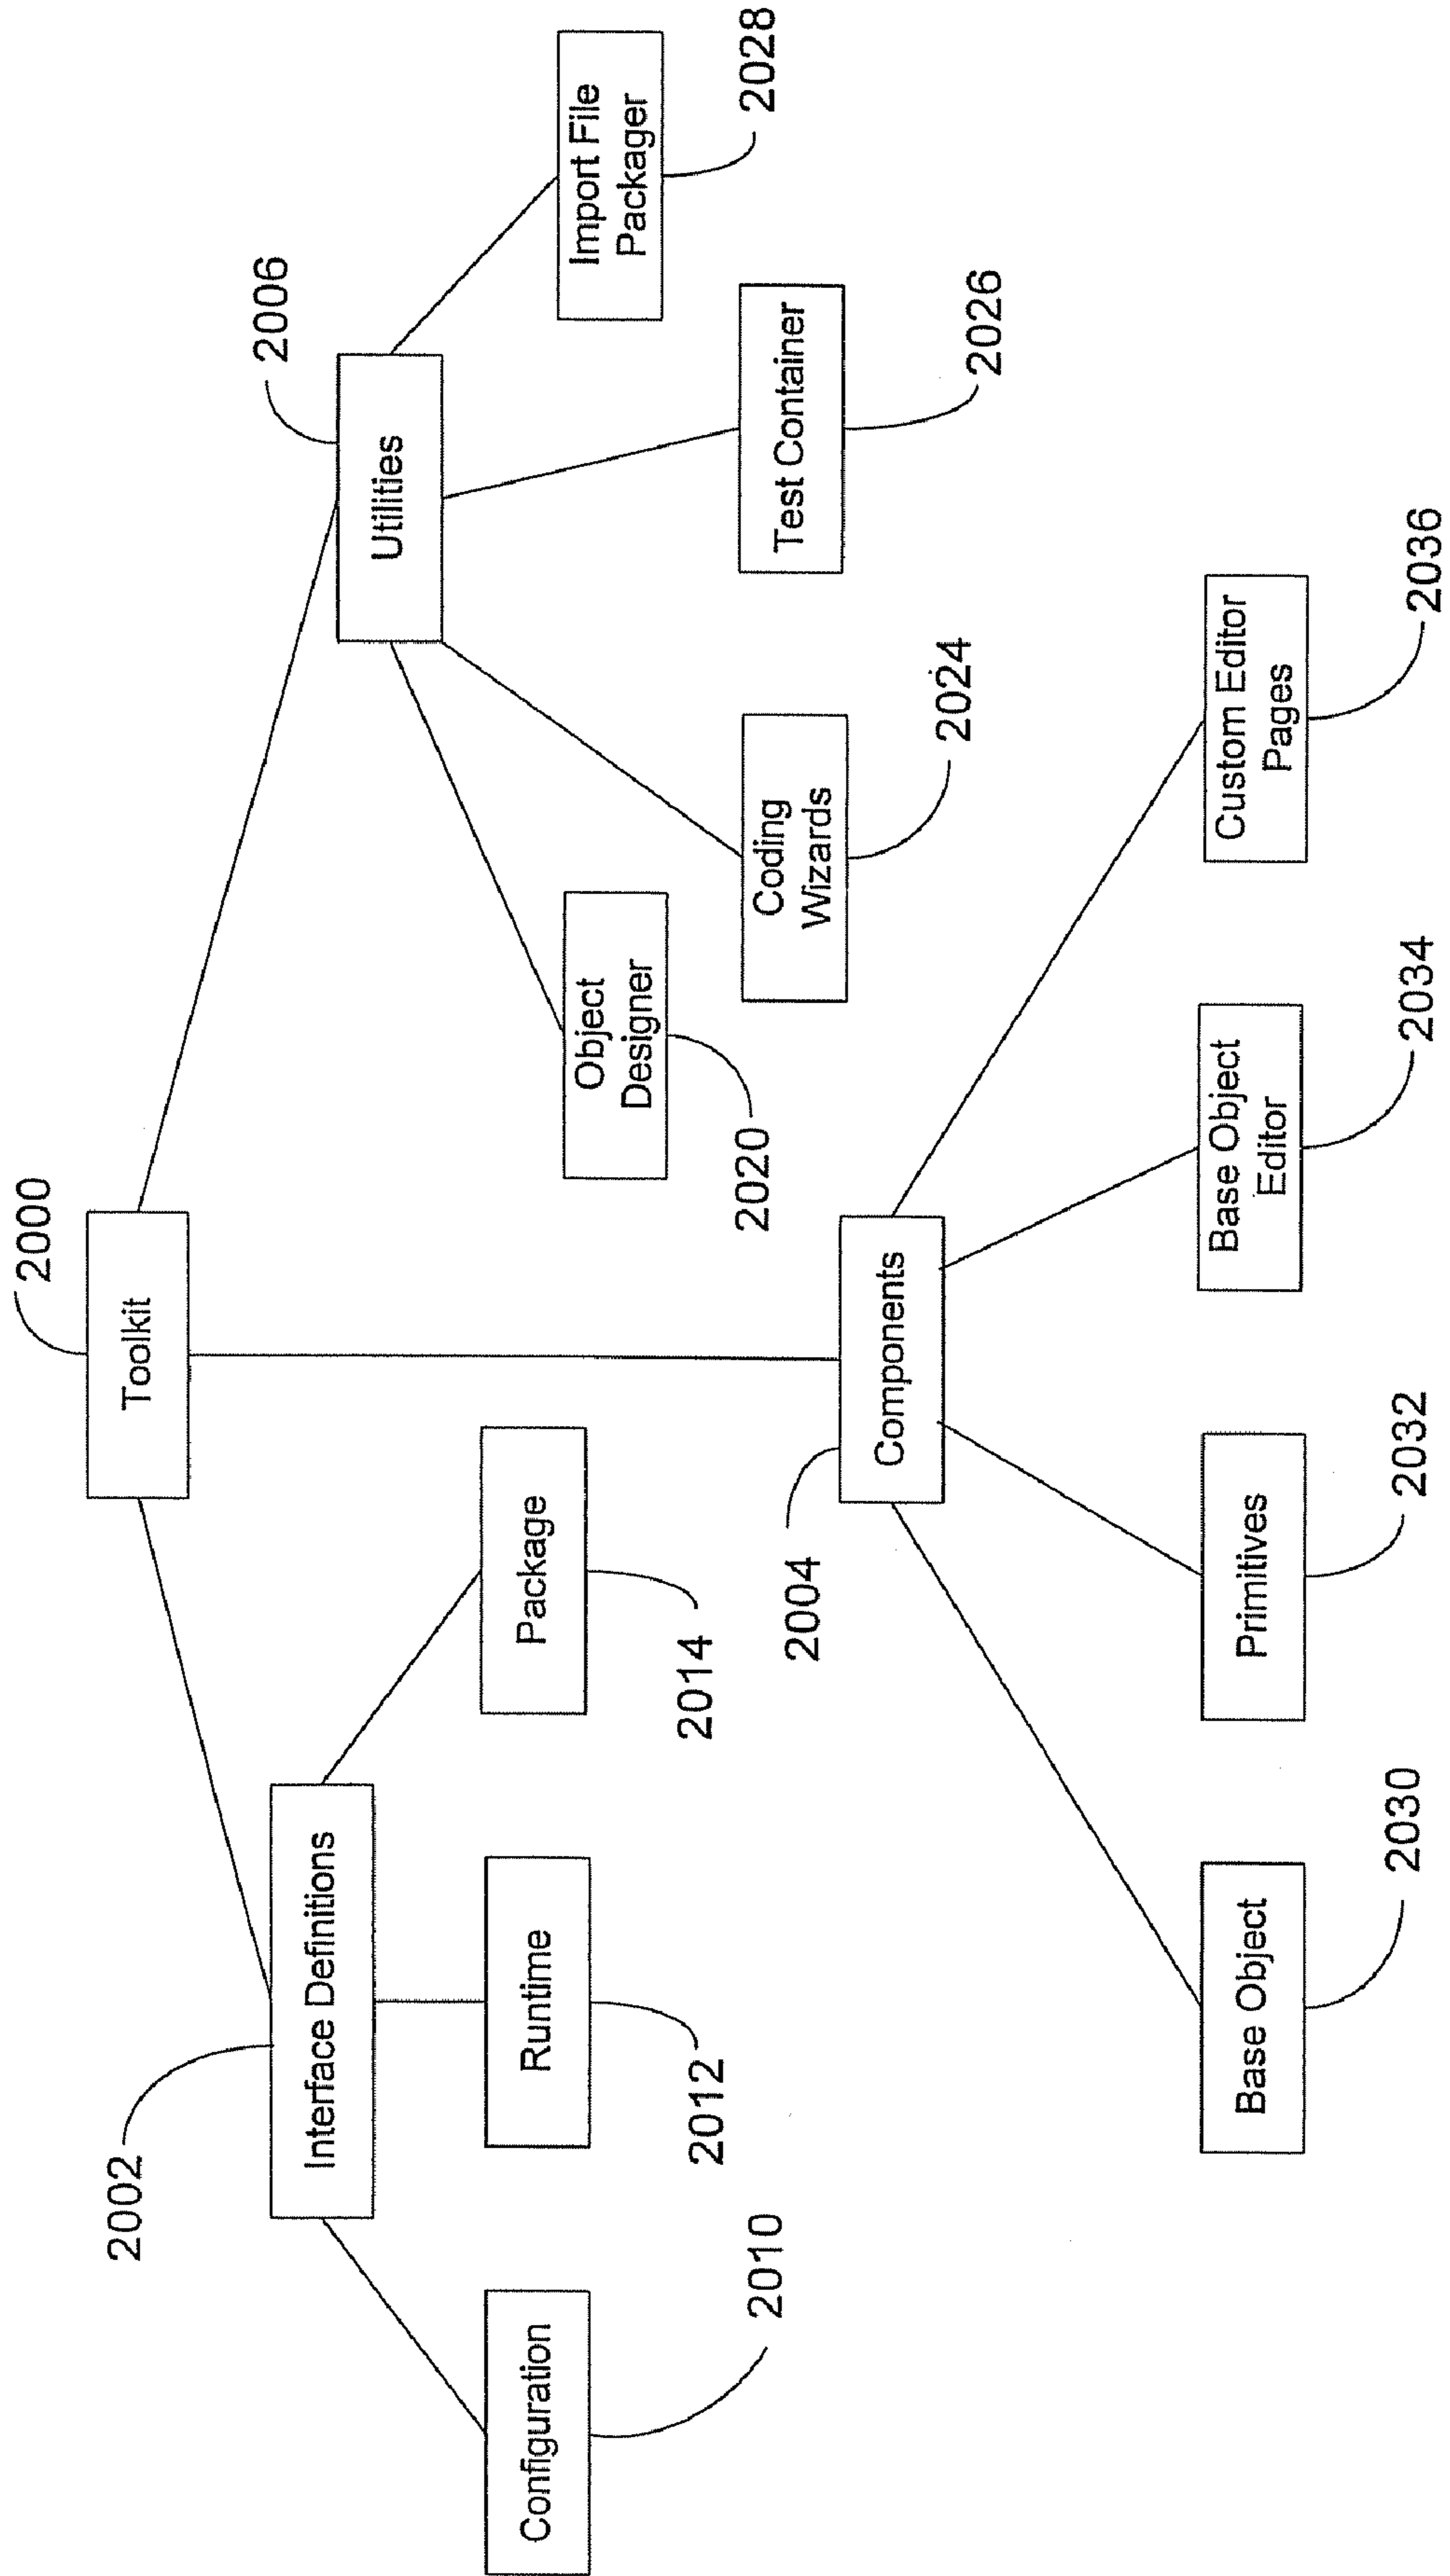 2000
Toolkit
2002
Interface Definitions
2006
Utilities
Configuration
2010
Runtime
2012
Package
2014
Object
Designer
2020
Coding
Wizards
2024
Test Container
2026
Import File
Packager
2028
2004
Components
Base Object
2030
Primitives
2032
Base Object
Editor
2034
Custom Editor
Pages
2036